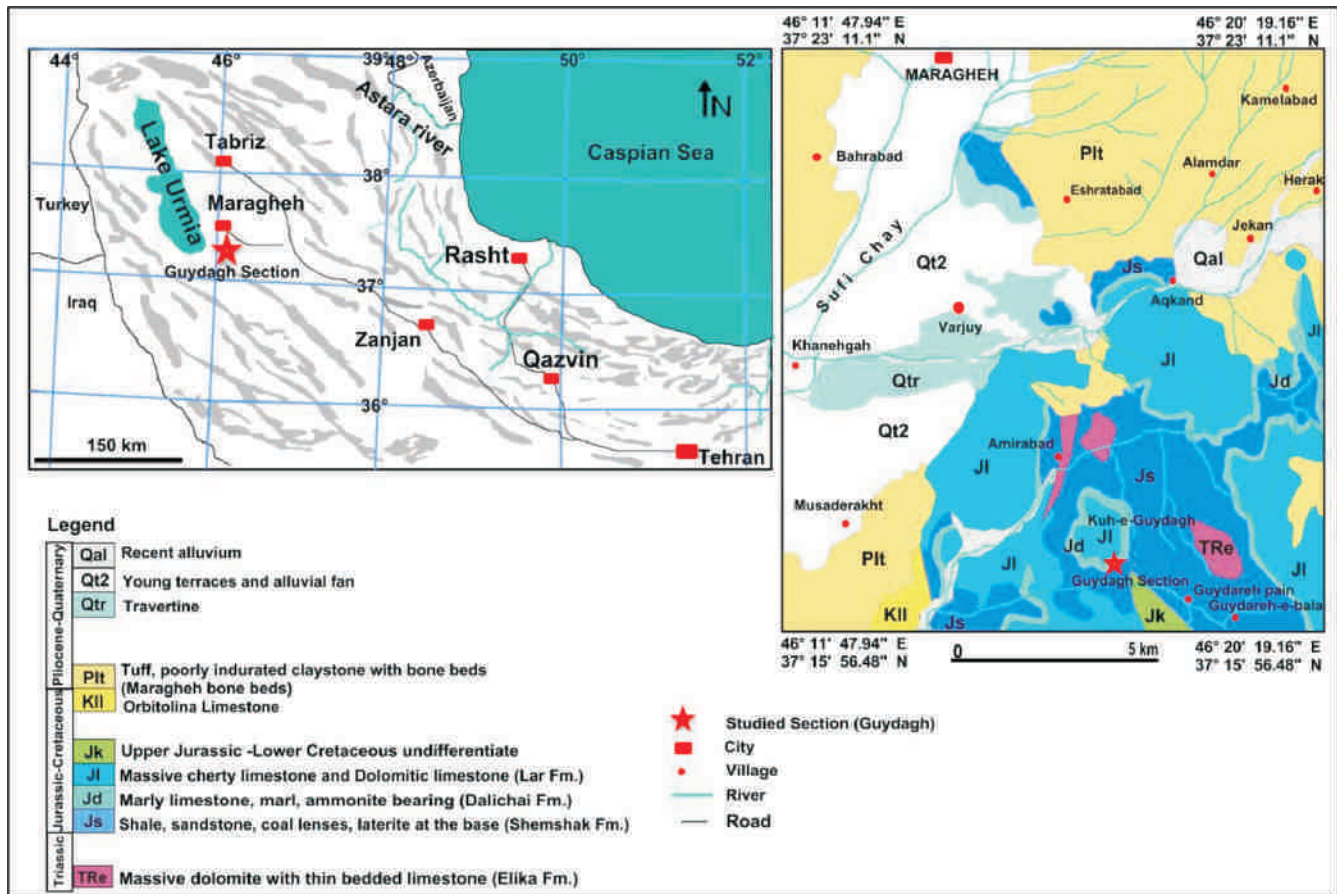 44°
46°
39°
48°
50°
52°
Azerbaijan
Astara river
N
Lake Urmia
Tabriz
Caspian Sea
38°
Turkey
Maragheh
Rasht
Guydagh Section
37°
Iraq
Zanjan
Qazvin
36°
150 km
Tehran
46° 11' 47.94" E
37° 23' 11.1" N
46° 20' 19.16" E
37° 23' 11.1" N
MARAGHEH
Kamelabad
Bahrabad
Plt
Alamdar
Eshratabad
Herak
Jekan
Sufi Chay
Qt2
Js
Qal
Aqkand
Varjuy
Khanehgah
Jl
Jl
Qtr
Jd
Qt2
Amirabad
Jl
Js
Musaderakht
Kuh-e-Guydagh
Jl
Jd
TRe
Plt
Jl
Jl
Guydagh Section
Guydareh pain
Guydareh-e-bala
Kll
Js
Jk
46° 11' 47.94" E
37° 15' 56.48" N
0
5 km
46° 20' 19.16" E
37° 15' 56.48" N
Legend
Pliocene-Quaternary
Qal Recent alluvium
Qt2 Young terraces and alluvial fan
Qtr Travertine
Plt Tuff, poorly indurated claystone with bone beds
(Maragheh bone beds)
Jurassic-Cretaceous
Kll Orbitolina Limestone
Jk Upper Jurassic -Lower Cretaceous undifferentiate
Jl Massive cherty limestone and Dolomitic limestone (Lar Fm.)
Jd Marly limestone, marl, ammonite bearing (Dalichai Fm.)
Js Shale, sandstone, coal lenses, laterite at the base (Shemshak Fm.)
Triassic
TRe Massive dolomite with thin bedded limestone (Elika Fm.)
Studied Section (Guydagh)
City
Village
River
Road